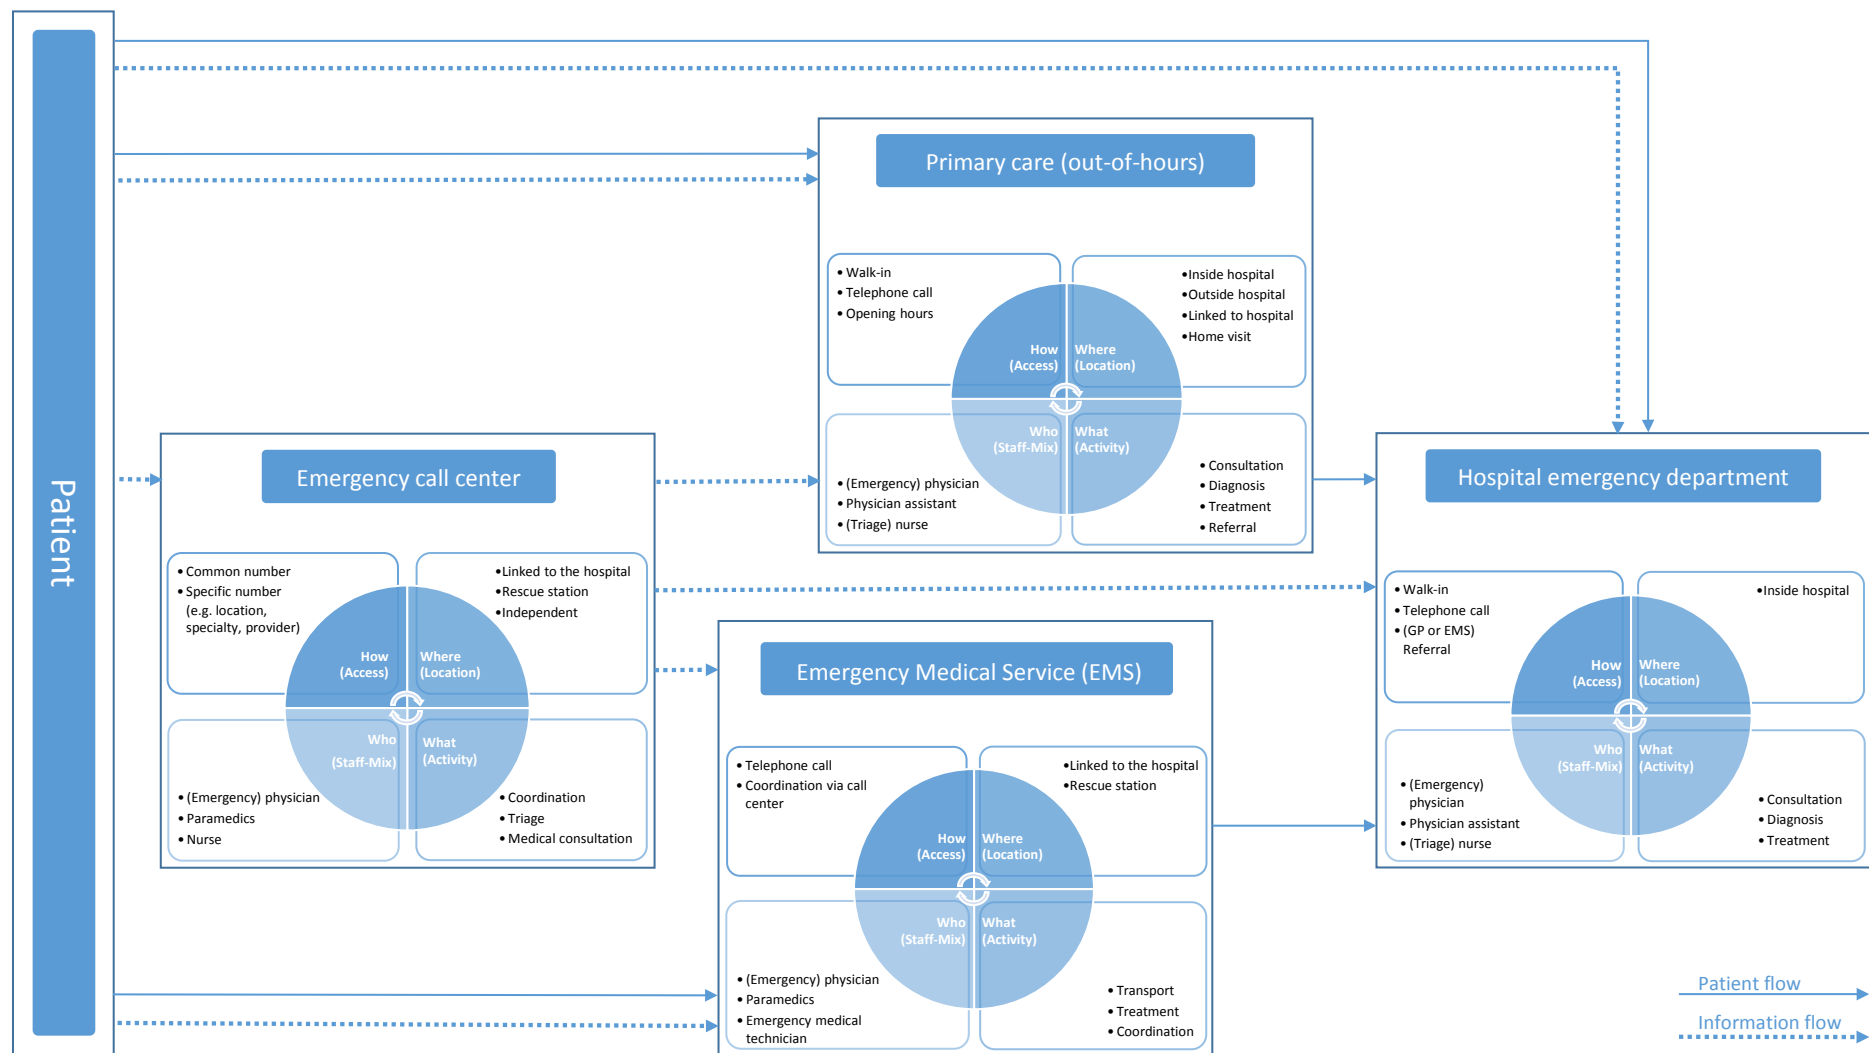 Patient
Primary care (out-of-hours)
• Walk-in
• Telephone call
• Opening hours
•Inside hospital
•Outside hospital
•Linked to hospital
•Home visit
How
(Access)
Where
(Location)
Who
(Staff-Mix)
What
(Activity)
• (Emergency) physician
• Physician assistant
• (Triage) nurse
• Consultation
• Diagnosis
• Treatment
• Referral
Emergency call center
• Common number
• Specific number
(e.g. location,
specialty, provider)
•Linked to the hospital
•Rescue station
•Independent
How
(Access)
Where
(Location)
Who
(Staff-Mix)
What
(Activity)
• (Emergency) physician
• Paramedics
• Nurse
• Coordination
• Triage
• Medical consultation
Emergency Medical Service (EMS)
• Telephone call
• Coordination via call
center
•Linked to the hospital
•Rescue station
How
(Access)
Where
(Location)
Who
(Staff-Mix)
What
(Activity)
• (Emergency) physician
• Paramedics
• Emergency medical
technician
• Transport
• Treatment
• Coordination
Hospital emergency department
• Walk-in
• Telephone call
• (GP or EMS)
Referral
•Inside hospital
How
(Access)
Where
(Location)
Who
(Staff-Mix)
What
(Activity)
• (Emergency)
physician
• Physician assistant
• (Triage) nurse
• Consultation
• Diagnosis
• Treatment
Patient flow
Information flow